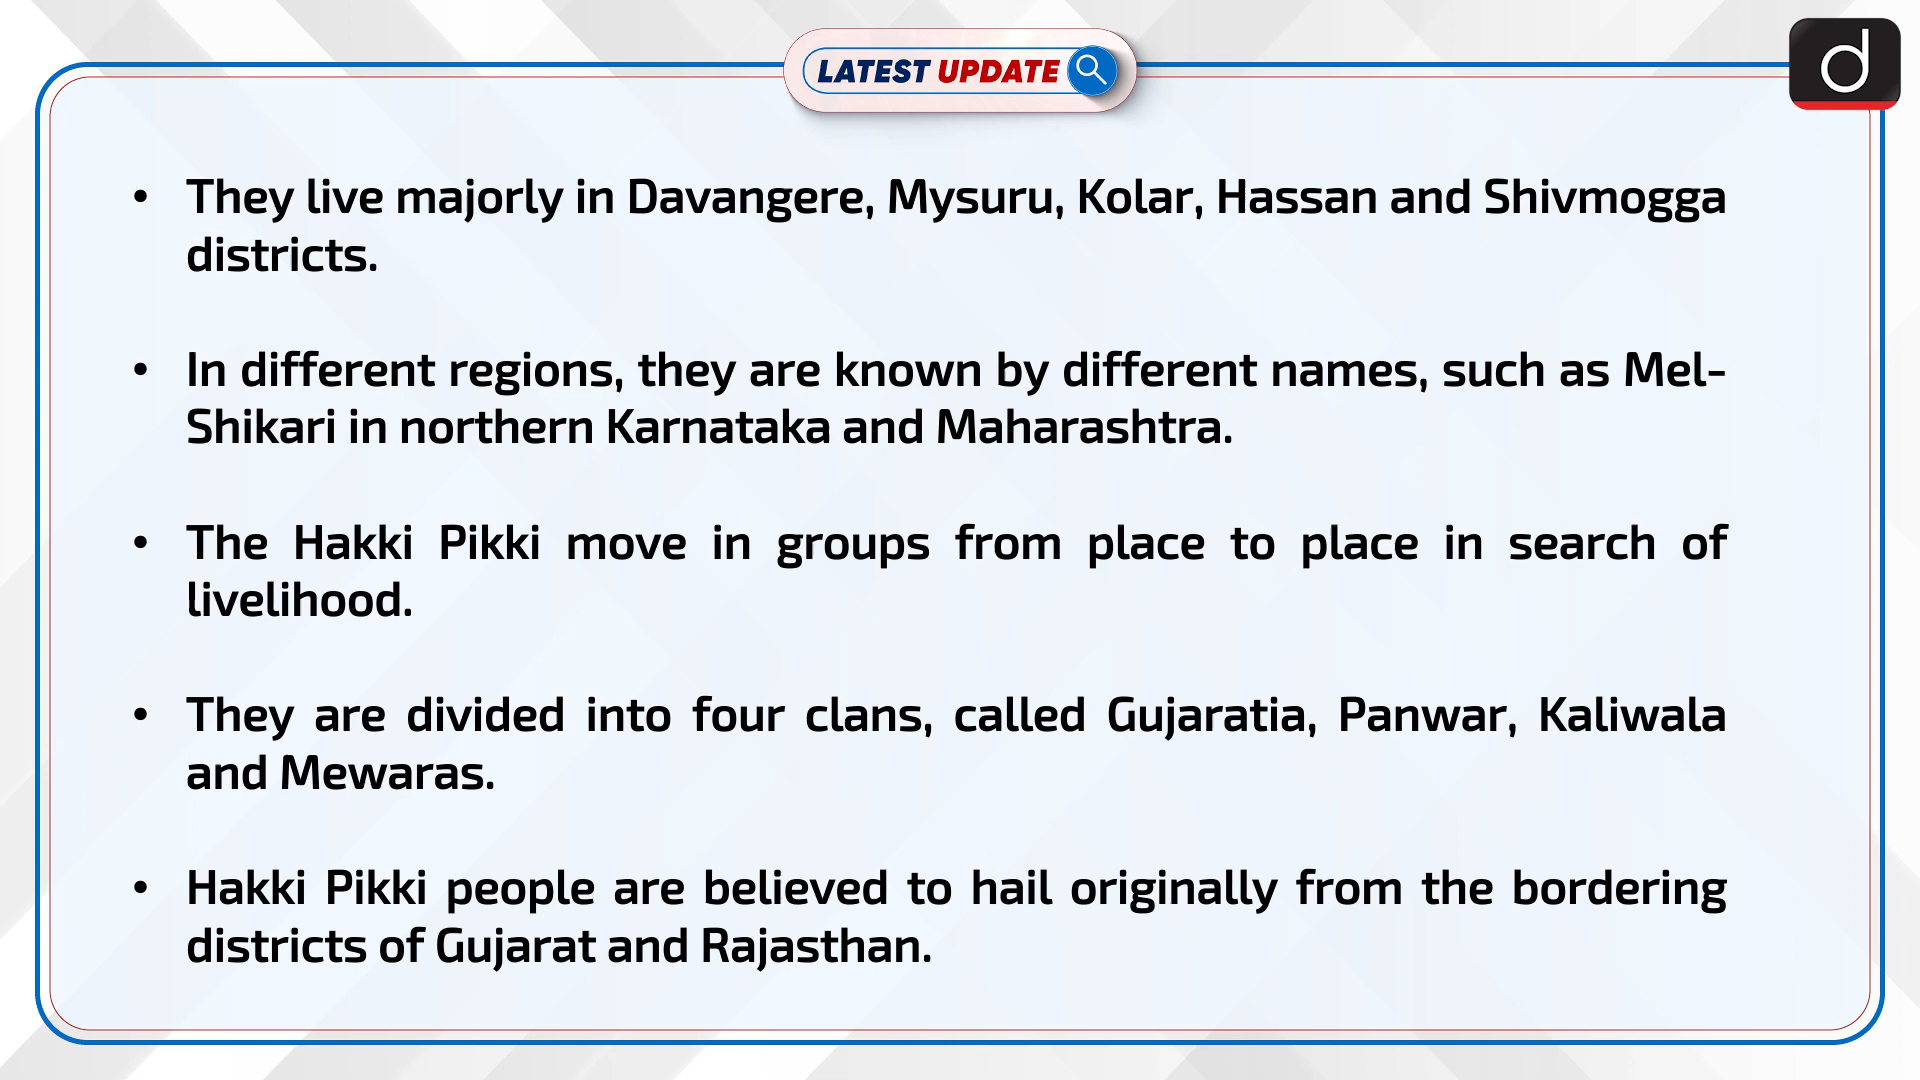 LATEST UPDATE
d
• They live majorly in Davangere, Mysuru, Kolar, Hassan and Shivmogga
districts.
• In different regions, they are known by different names, such as Mel-
Shikari in northern Karnataka and Maharashtra.
• The Hakki Pikki move in groups from place to place in search of
livelihood.
• They are divided into four clans, called Gujaratia, Panwar, Kaliwala
and Mewaras.
• Hakki Pikki people are believed to hail originally from the bordering
districts of Gujarat and Rajasthan.